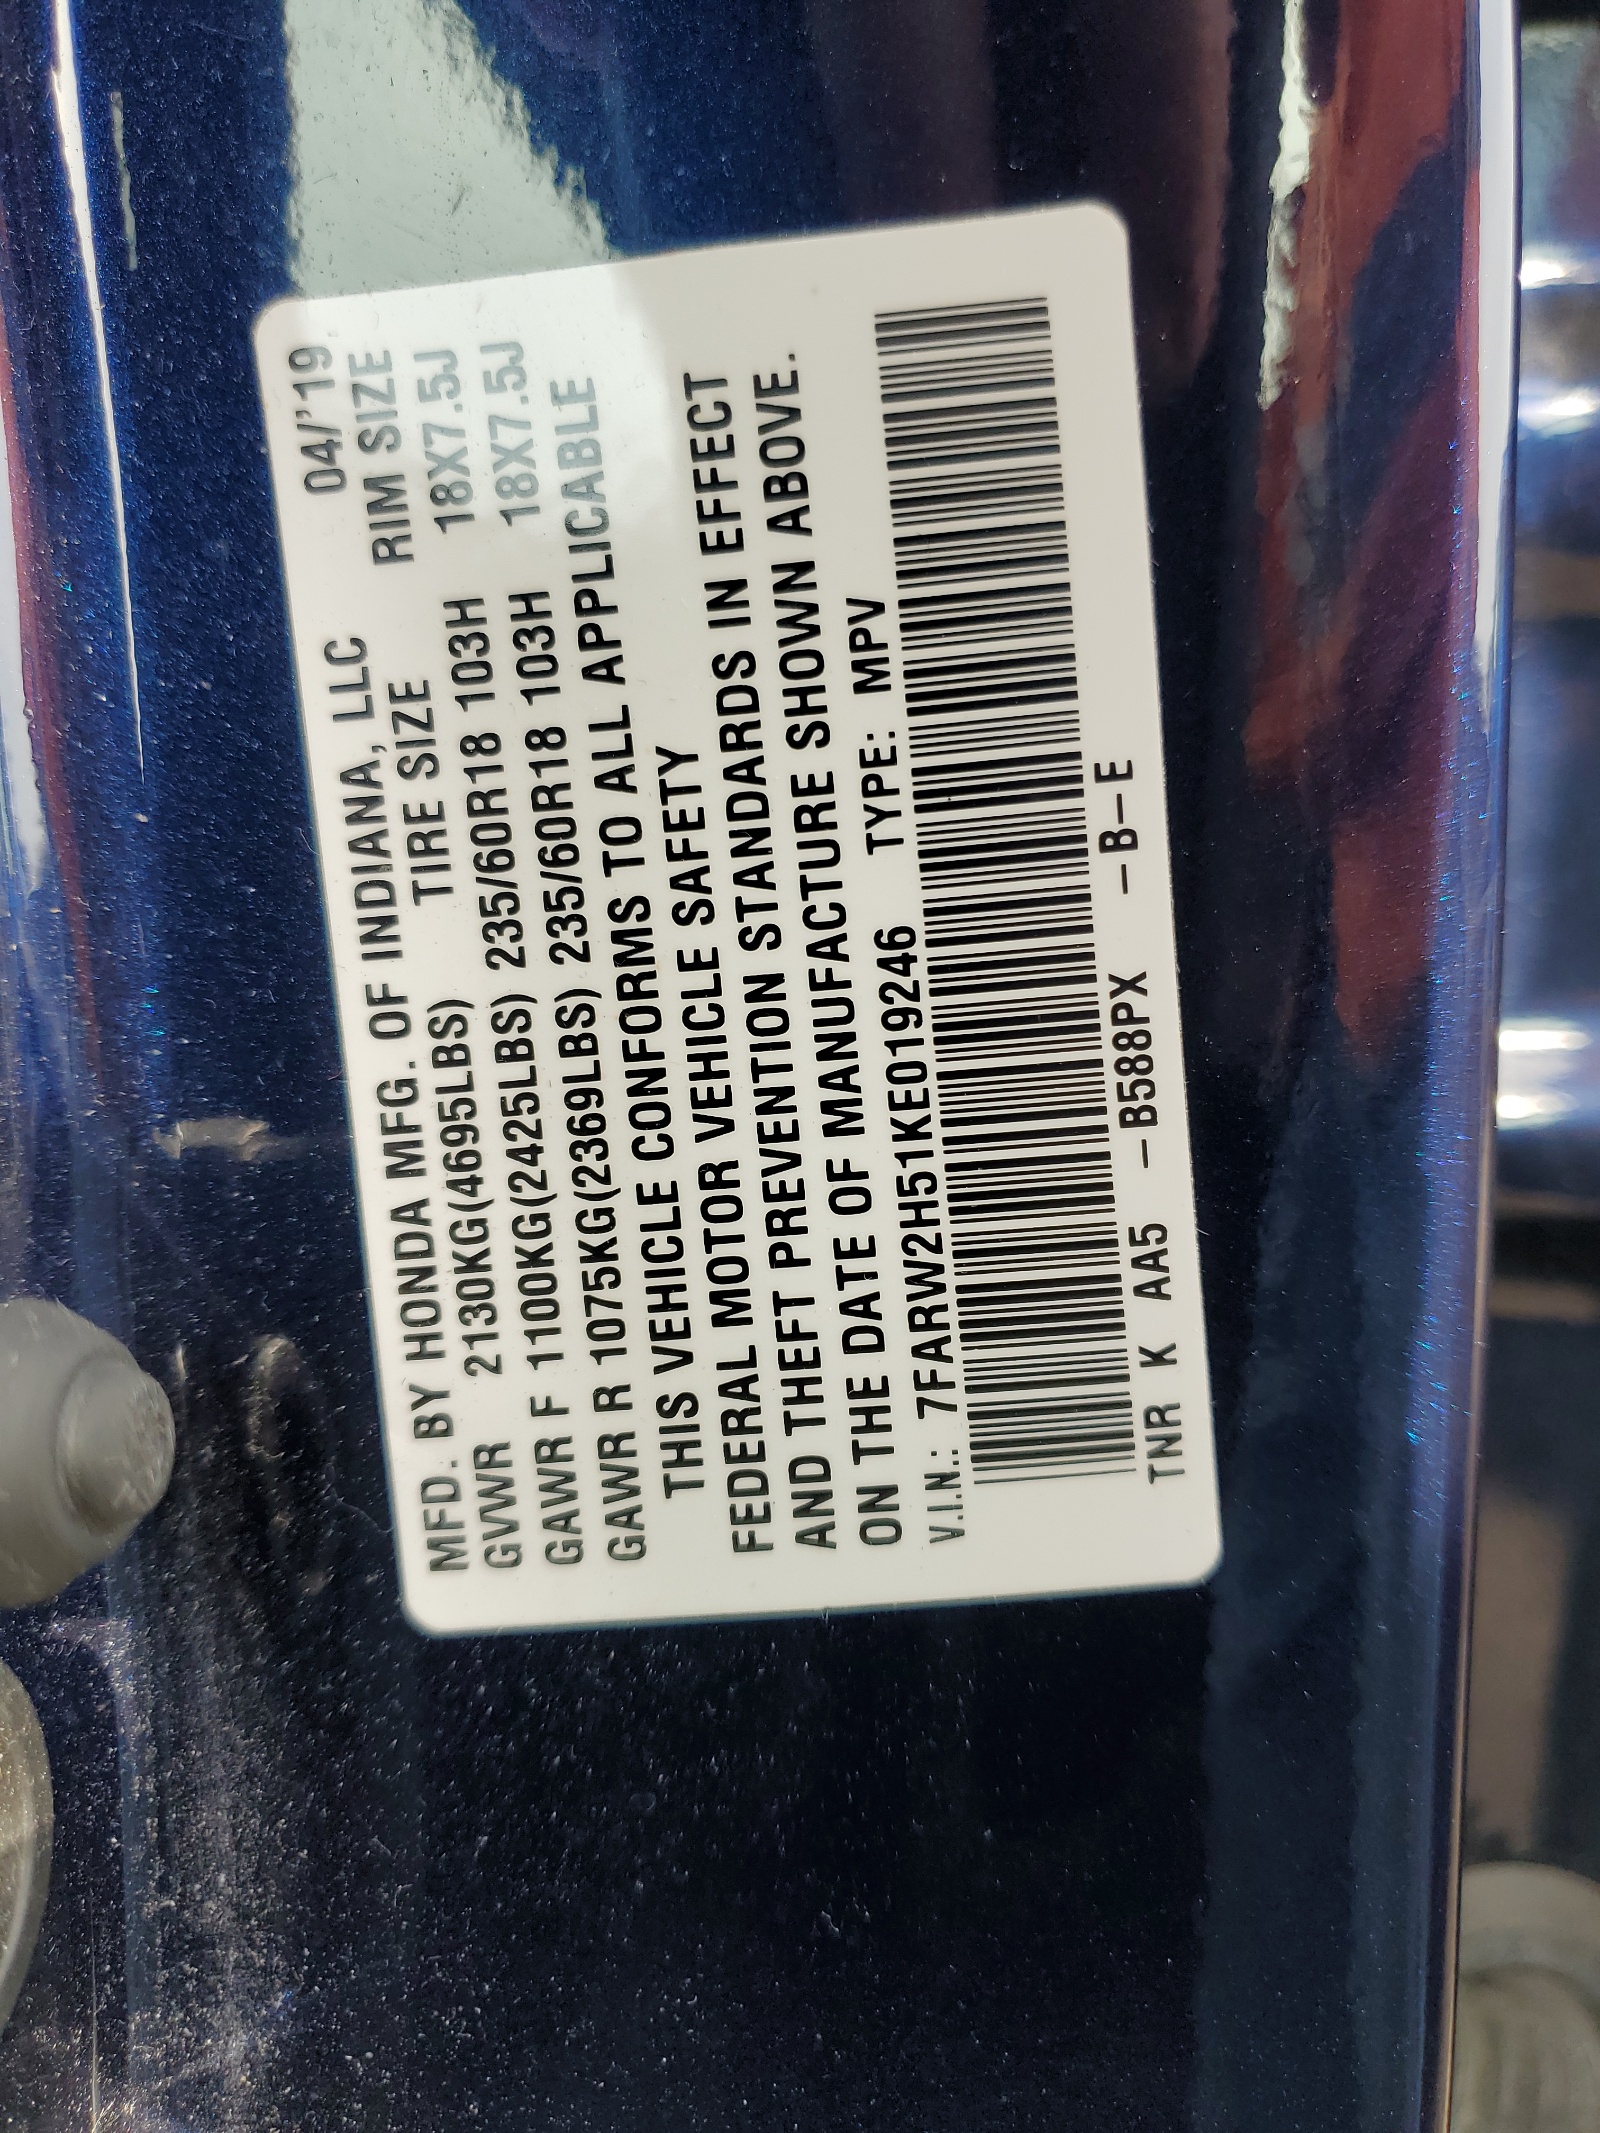 MFD. BY HONDA MFG. OF INDIANA, LLC 04/'19
GVWR 2130KG(4695LBS) TIRE SIZE RIM SIZE
GAWR F 1100KG(2425LBS) 235/60R18 103H 18X7.5J
GAWR R 1075KG(2369LBS) 235/60R18 103H 18X7.5J
THIS VEHICLE CONFORMS TO ALL APPLICABLE
FEDERAL MOTOR VEHICLE SAFETY
AND THEFT PREVENTION STANDARDS IN EFFECT
ON THE DATE OF MANUFACTURE SHOWN ABOVE.
V.I.N.: 7FARW2H51KE019246 TYPE: MPV
TNR K AA5 –B588PX –B–E